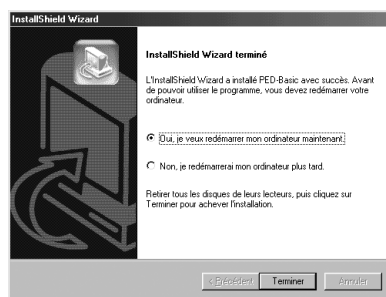 InstallShield Wizard
InstallShield Wizard terminé
L'InstallShield Wizard a installé PED-Basic avec succès. Avant
de pouvoir utiliser le programme, vous devez redémarrer votre
ordinateur.
Oui, je veux redémarrer mon ordinateur maintenant.
Non, je redémarrerai mon ordinateur plus tard.
Retirer tous les disques de leurs lecteurs, puis cliquez sur
Terminer pour achever l'installation.
< Précédent
Terminer
Annuler